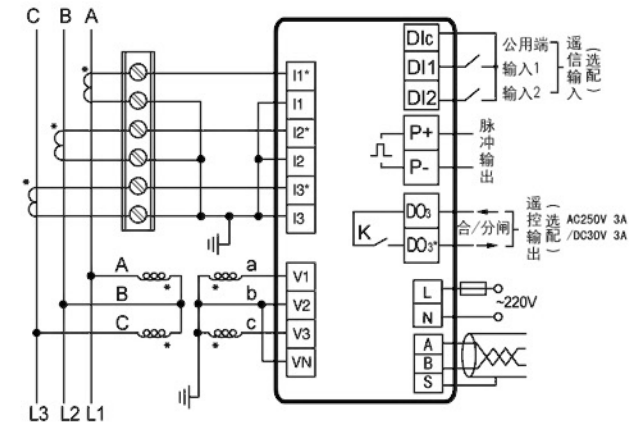 C B A
* I1* DIc 公用端 遥信输入 (选配)
I1 DI1 输入1
* I2* DI2 输入2
I2 P+ 脉冲输出
* I3* P-
I3 DO3 遥控输出 (选配) AC250V 3A
K DO3* 合/分闸 /DC30V 3A
A a V1
* *
B b V2 L ~220V
C c V3 N
* * VN A
B
S
L3 L2 L1